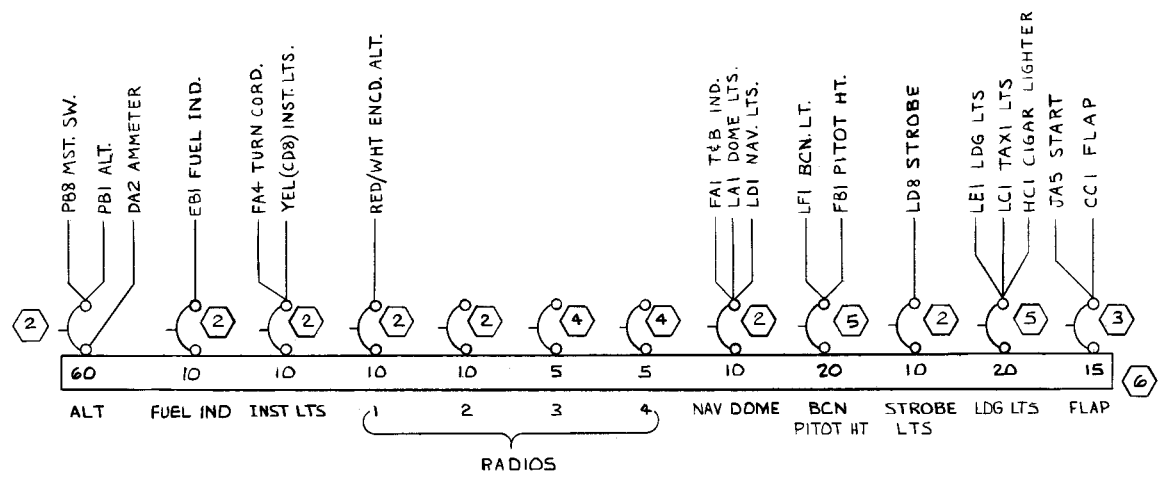 PB8 MST. SW.
PB1 ALT.
DA2 AMMETER
EB1 FUEL IND.
FA4 TURN CORD.
YEL(CD8) INST. LTS.
RED/WHT ENCD. ALT.
FA1 T&B IND.
LA1 DOME LTS.
LD1 NAV. LTS.
LF1 BCN. LT.
FB1 PITOT HT.
LD8 STROBE
LE1 LDG LTS
LC1 TAXI LTS
HC1 CIGAR LIGHTER
JA5 START
CC1 FLAP
2 2 2 2 2 4 4 2 5 2 5 3
60 10 10 10 10 5 5 10 20 10 20 15
6
ALT FUEL IND INST LTS 1 2 3 4 NAV DOME BCN STROBE LDG LTS FLAP
PITOT HT LTS
RADIOS